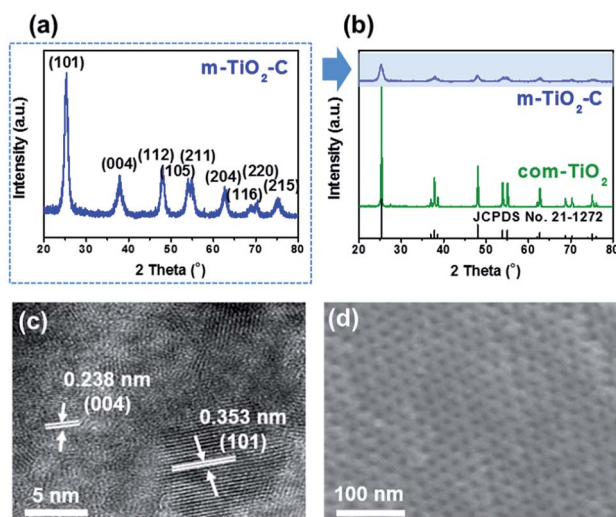 (a)
m-TiO₂-C
(101)
(004)
(112)
(105)
(211)
(204)
(116)
(220)
(215)
Intensity (a.u.)
20 30 40 50 60 70 80
2 Theta (°)
(b)
m-TiO₂-C
com-TiO₂
JCPDS No. 21-1272
Intensity (a.u.)
20 30 40 50 60 70 80
2 Theta (°)
(c)
0.238 nm
(004)
0.353 nm
(101)
5 nm
(d)
100 nm